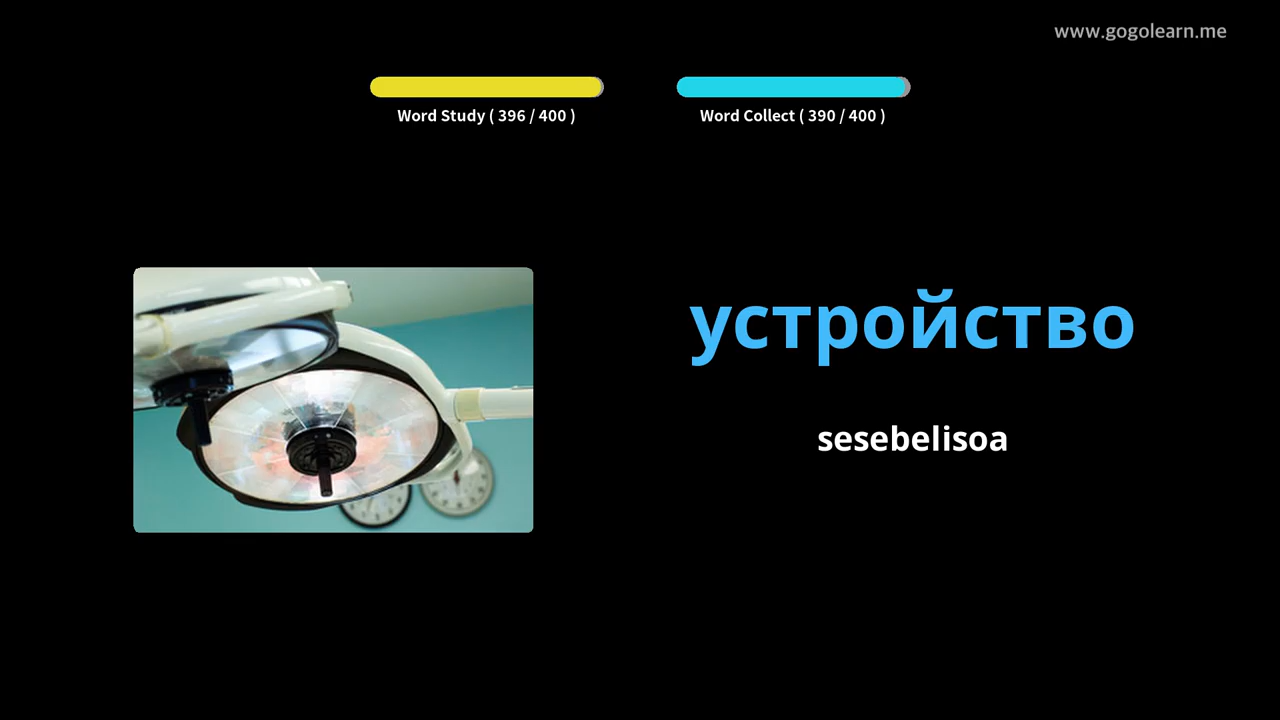 www.gogolearn.me
Word Study ( 396 / 400 )
Word Collect ( 390 / 400 )
устройство
sesebelisoa